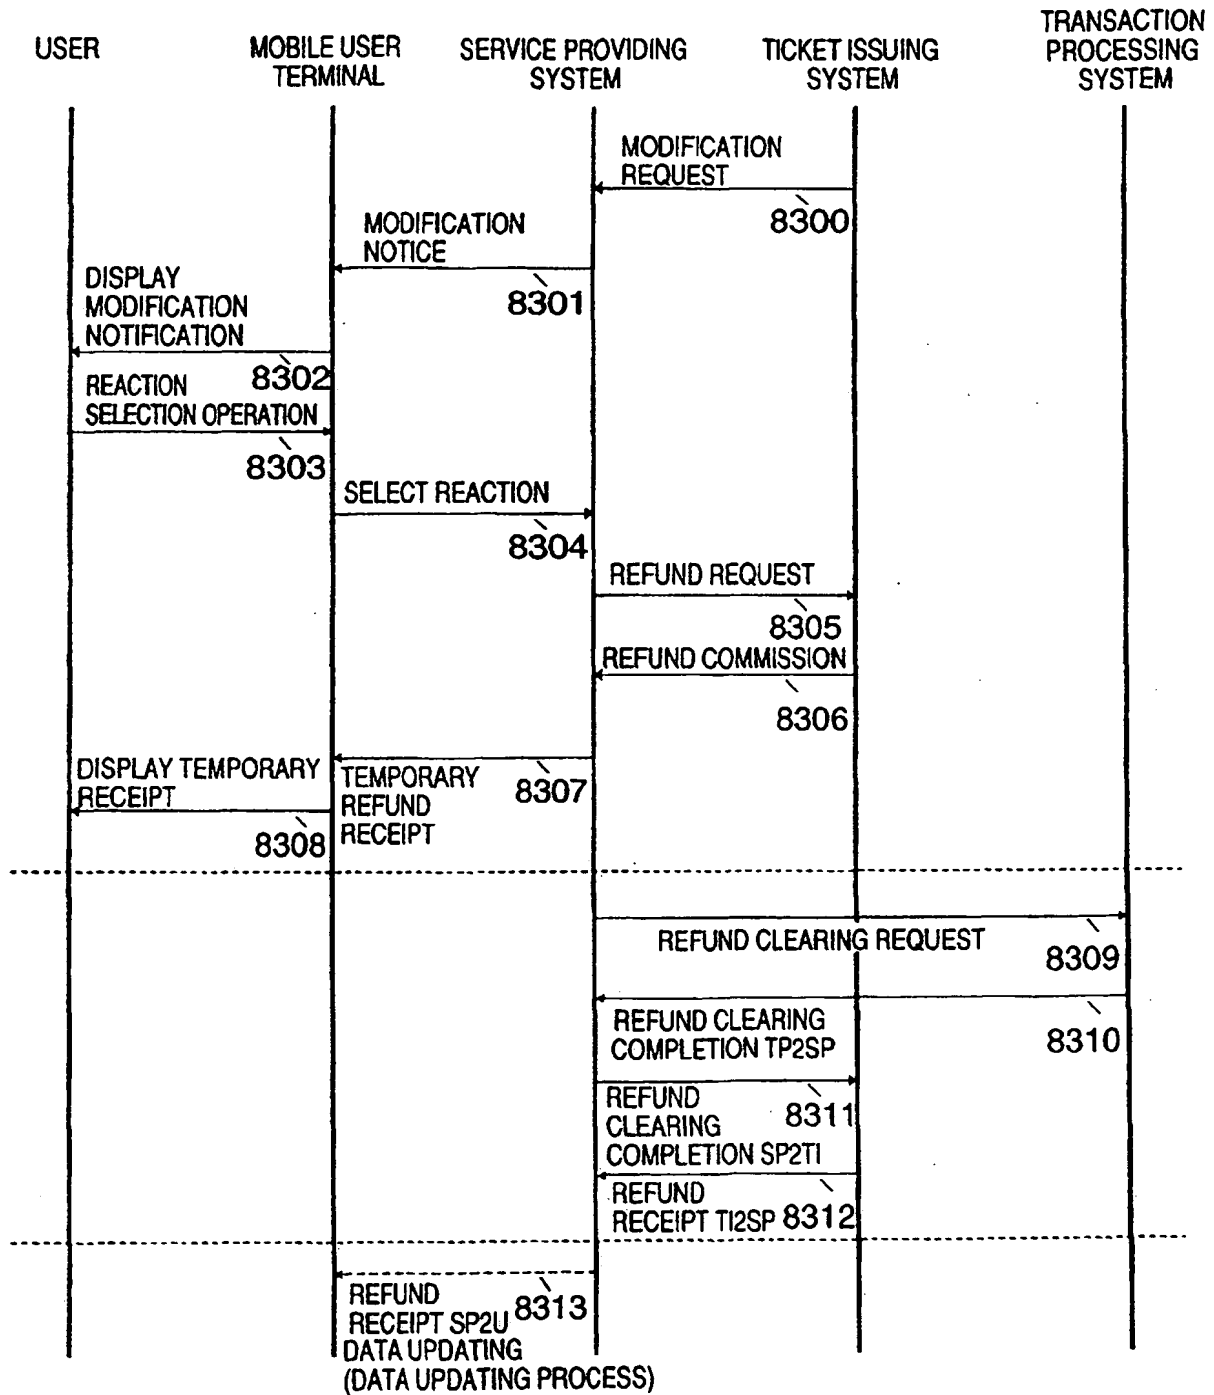 USER
MOBILE USER
TERMINAL
SERVICE PROVIDING
SYSTEM
TICKET ISSUING
SYSTEM
TRANSACTION
PROCESSING
SYSTEM
MODIFICATION
REQUEST
8300
MODIFICATION
NOTICE
8301
DISPLAY
MODIFICATION
NOTIFICATION
8302
REACTION
SELECTION OPERATION
8303
SELECT REACTION
8304
REFUND REQUEST
8305
REFUND COMMISSION
8306
TEMPORARY
REFUND
RECEIPT
8307
DISPLAY TEMPORARY
RECEIPT
8308
REFUND CLEARING REQUEST
8309
REFUND CLEARING
COMPLETION TP2SP
8310
REFUND
CLEARING
COMPLETION SP2TI
8311
REFUND
RECEIPT TI2SP
8312
REFUND
RECEIPT SP2U
8313
DATA UPDATING
(DATA UPDATING PROCESS)